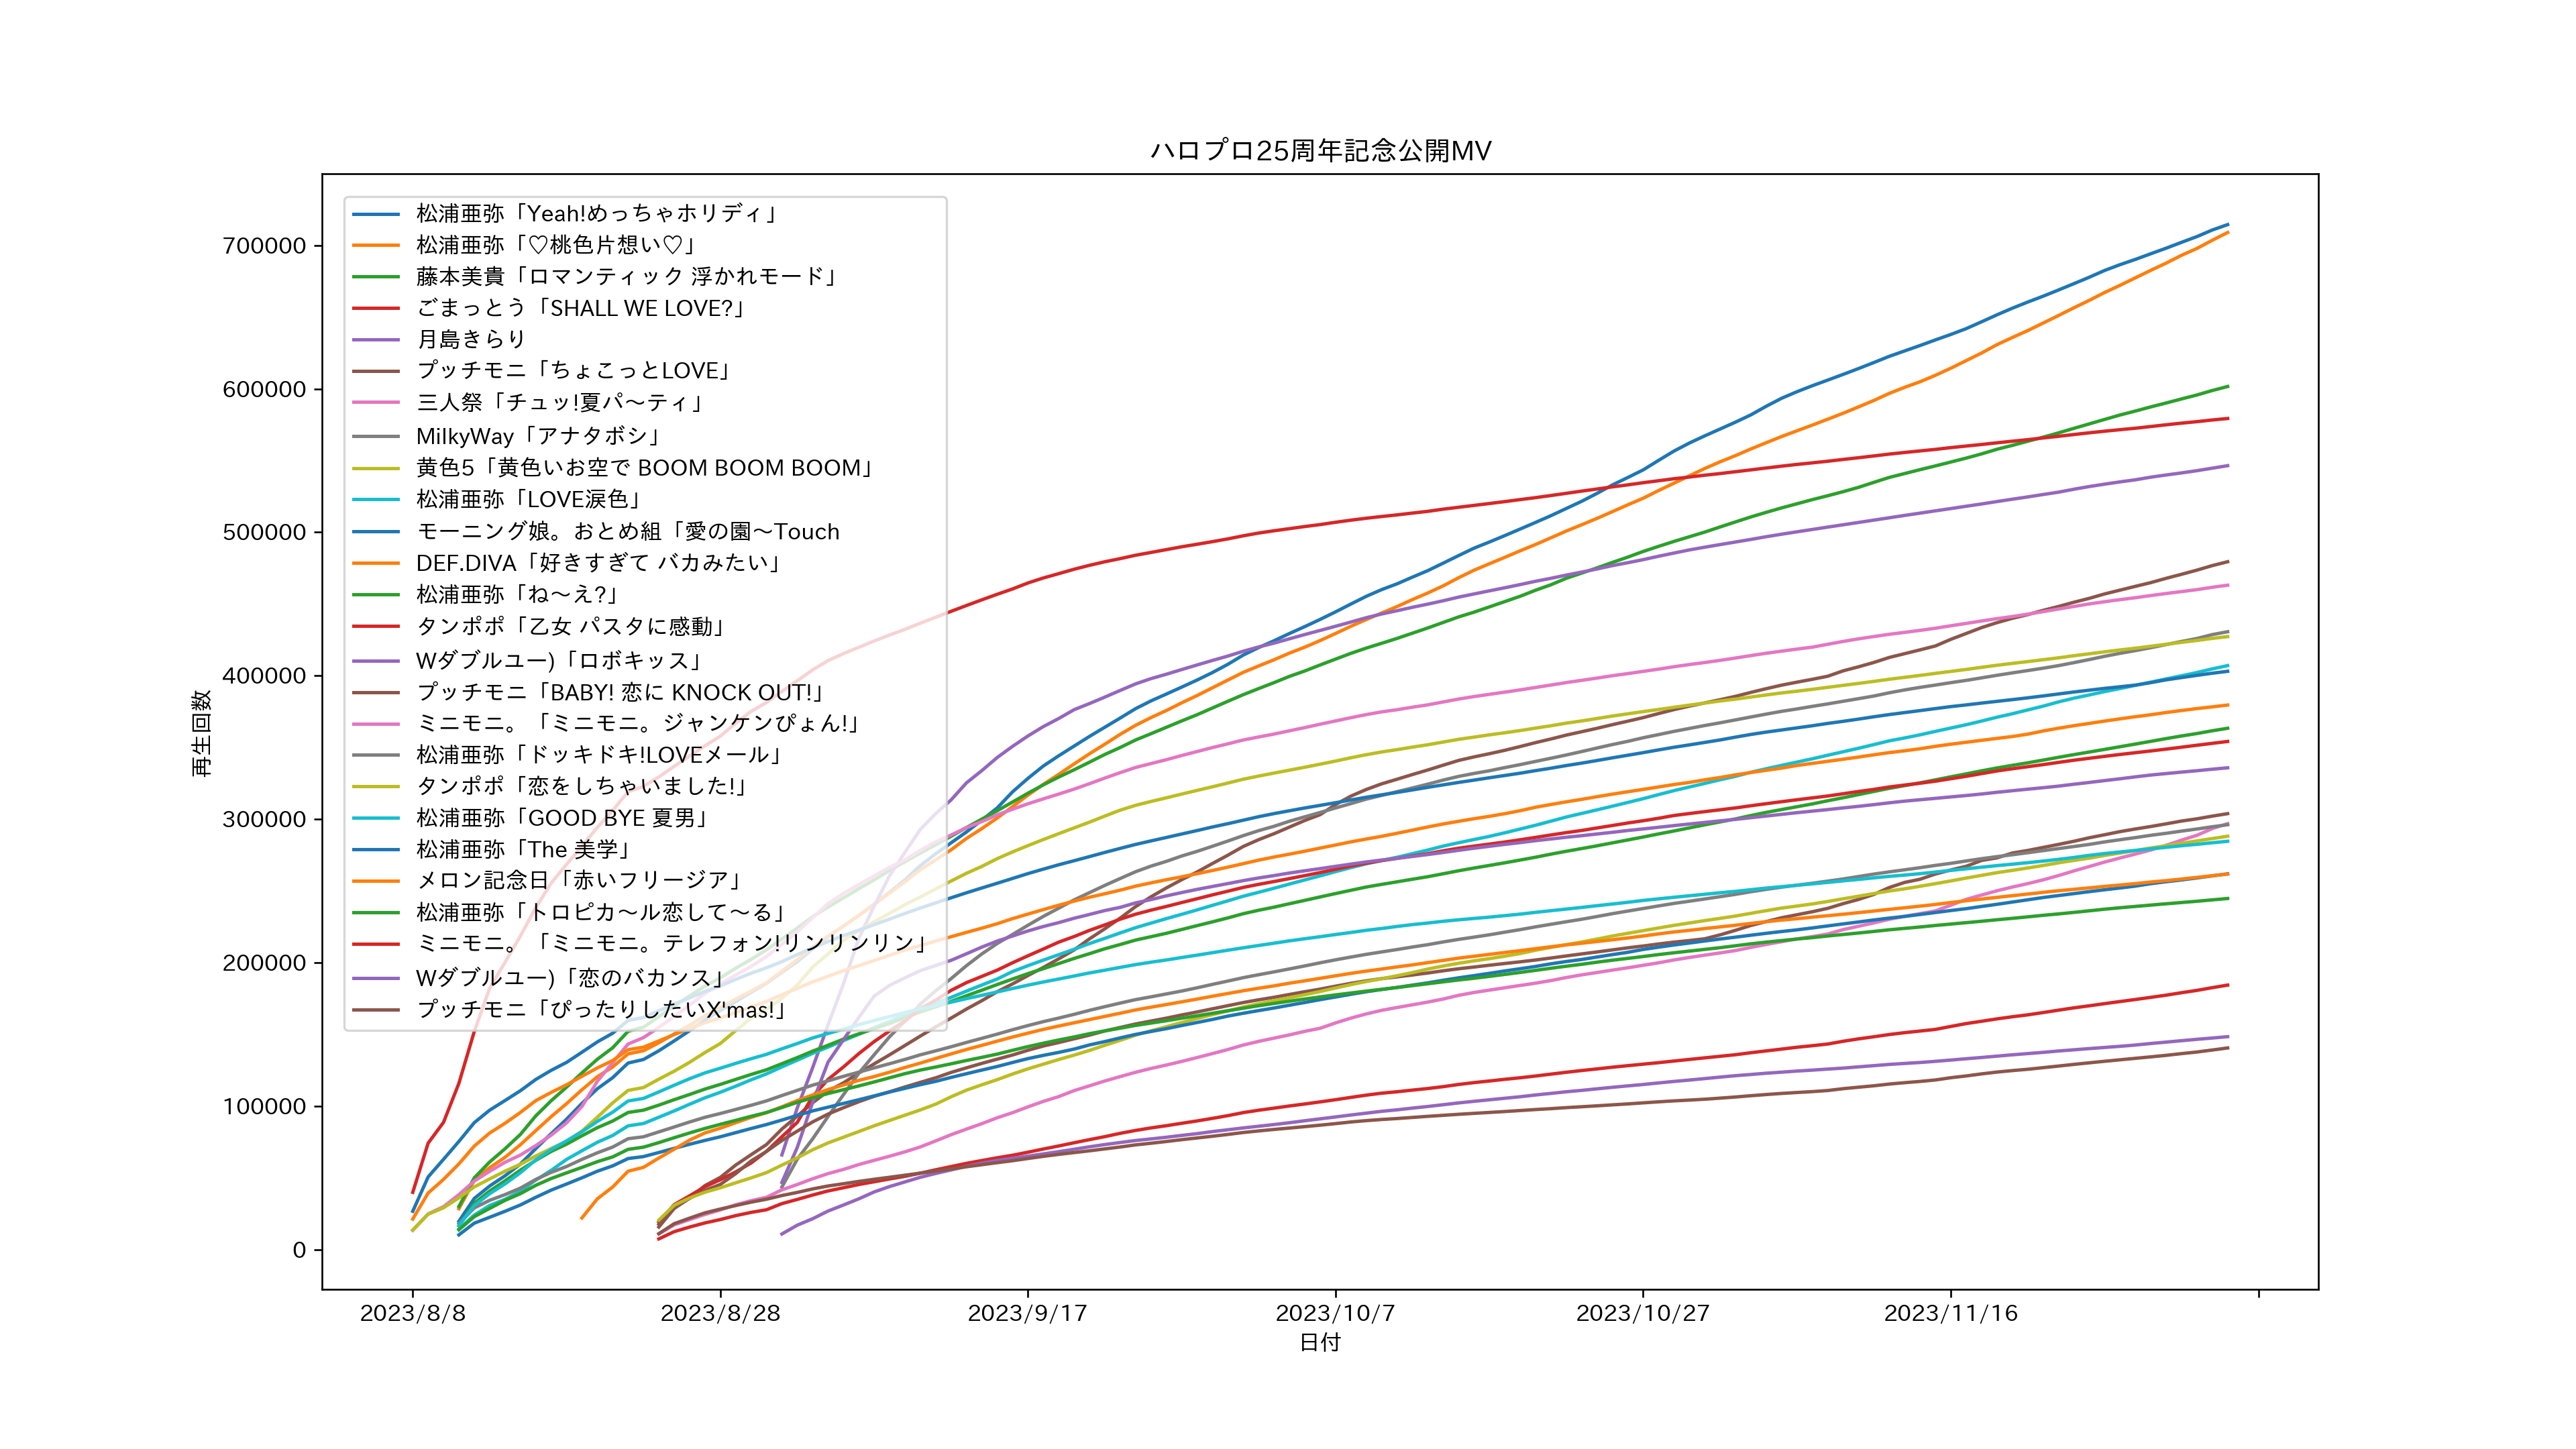 ハロプロ25周年記念公開MV
松浦亜弥「Yeah!めっちゃホリディ」
松浦亜弥「♡桃色片想い♡」
藤本美貴「ロマンティック 浮かれモード」
ごまっとう「SHALL WE LOVE?」
月島きらり
プッチモニ「ちょこっとLOVE」
三人祭「チュッ!夏パ〜ティ」
MilkyWay「アナタボシ」
黄色5「黄色いお空で BOOM BOOM BOOM」
松浦亜弥「LOVE涙色」
モーニング娘。おとめ組「愛の園〜Touch
DEF.DIVA「好きすぎて バカみたい」
松浦亜弥「ね〜え?」
タンポポ「乙女 パスタに感動」
Wダブルユー)「ロボキッス」
プッチモニ「BABY! 恋に KNOCK OUT!」
ミニモニ。「ミニモニ。ジャンケンぴょん!」
松浦亜弥「ドッキドキ!LOVEメール」
タンポポ「恋をしちゃいました!」
松浦亜弥「GOOD BYE 夏男」
松浦亜弥「The 美学」
メロン記念日「赤いフリージア」
松浦亜弥「トロピカ〜ル恋して〜る」
ミニモニ。「ミニモニ。テレフォン!リンリンリン」
Wダブルユー)「恋のバカンス」
プッチモニ「ぴったりしたいX'mas!」
700000
600000
500000
400000
300000
200000
100000
0
再生回数
2023/8/8 2023/8/28 2023/9/17 2023/10/7 2023/10/27 2023/11/16
日付